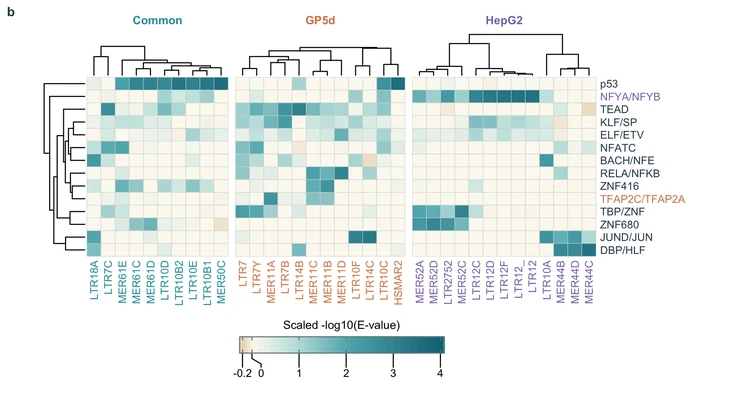 b
Common GP5d HepG2
p53
NFYA/NFYB
TEAD
KLF/SP
ELF/ETV
NFATC
BACH/NFE
RELA/NFKB
ZNF416
TFAP2C/TFAP2A
TBP/ZNF
ZNF680
JUND/JUN
DBP/HLF
LTR18A
LTR7C
MER61E
MER61C
MER61D
LTR10D
LTR10B2
LTR10E
LTR10B1
MER50C
LTR7
LTR7Y
MER11A
LTR7B
LTR14B
MER11C
MER11B
MER11D
LTR10F
LTR14C
LTR10C
HSMAR2
MER52A
MER52D
LTR2752
MER52C
LTR12C
LTR12D
LTR12F
LTR12_
LTR12
LTR10A
MER44B
MER44D
MER44C
Scaled -log10(E-value)
-0.2 0 1 2 3 4